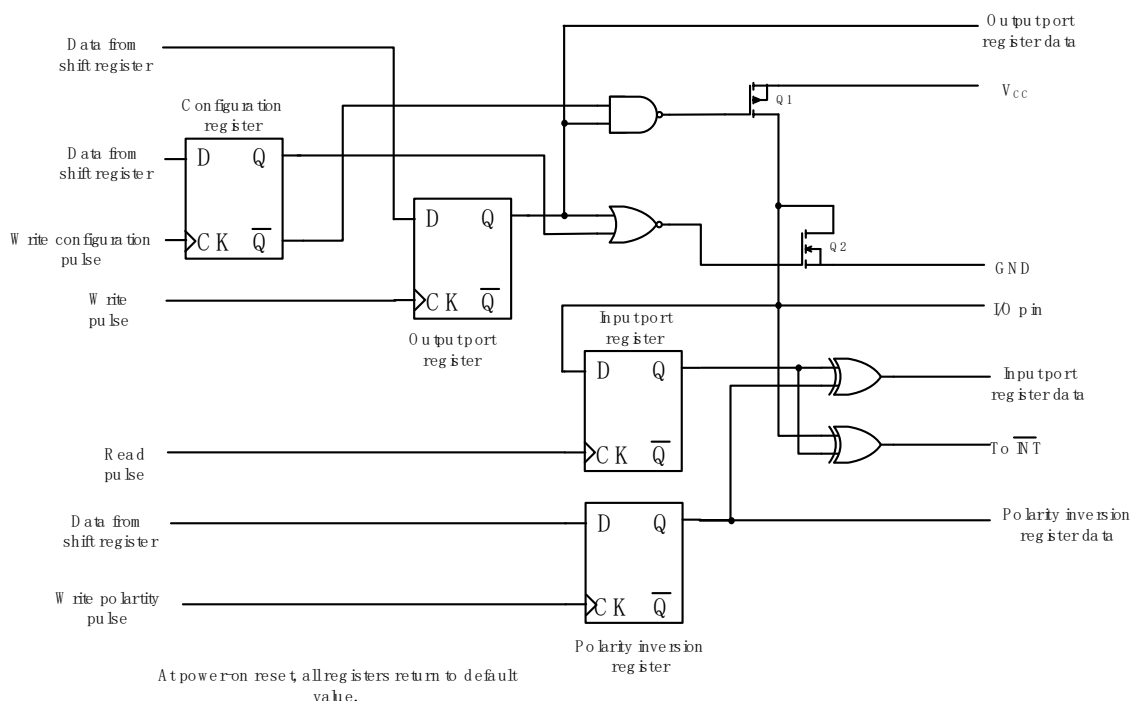 Data from
shift register
Output port
register data
Configuration
register
Q1
VCC
Data from
shift register
D Q
D Q
Write configuration
pulse
CK Q
Q2
GND
Write
pulse
CK Q
Output port
register
Input port
register
I/O pin
D Q
Input port
register data
Read
pulse
CK Q
To INT
Data from
shift register
D Q
Polarity inversion
register data
Write polartity
pulse
CK Q
Polarity inversion
register
At power-on reset, all registers return to default
value.